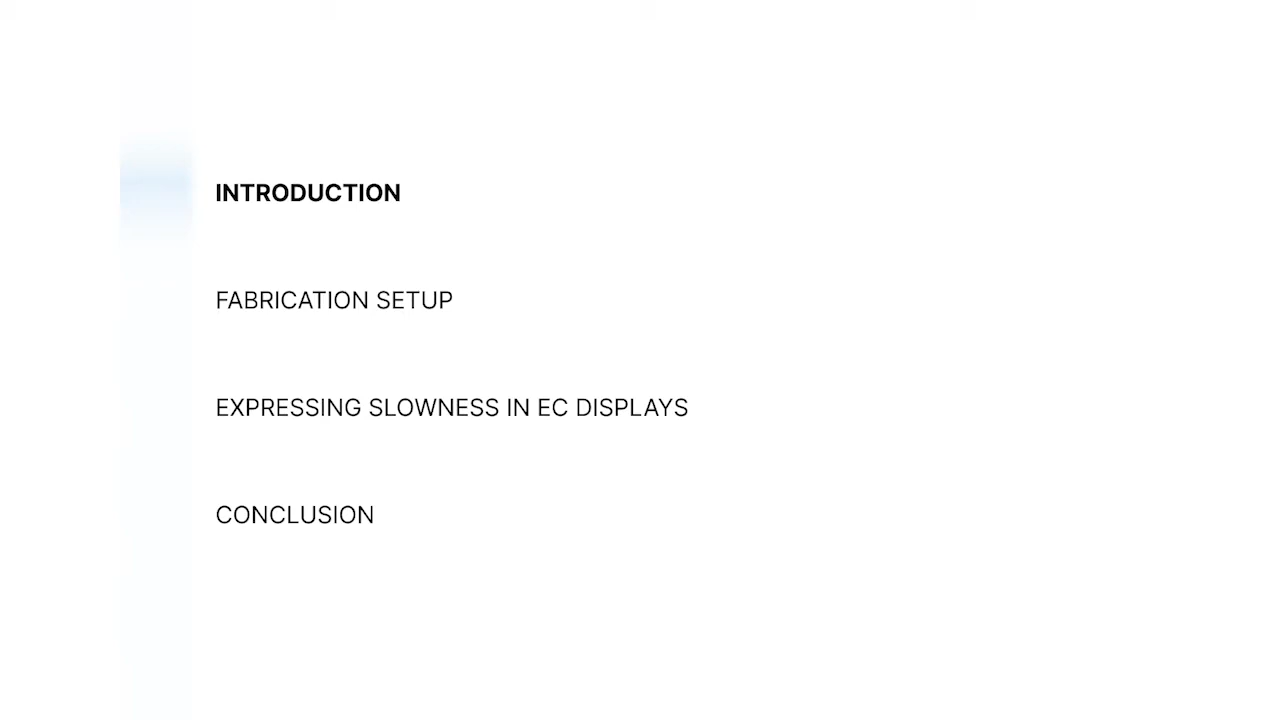 INTRODUCTION
FABRICATION SETUP
EXPRESSING SLOWNESS IN EC DISPLAYS
CONCLUSION